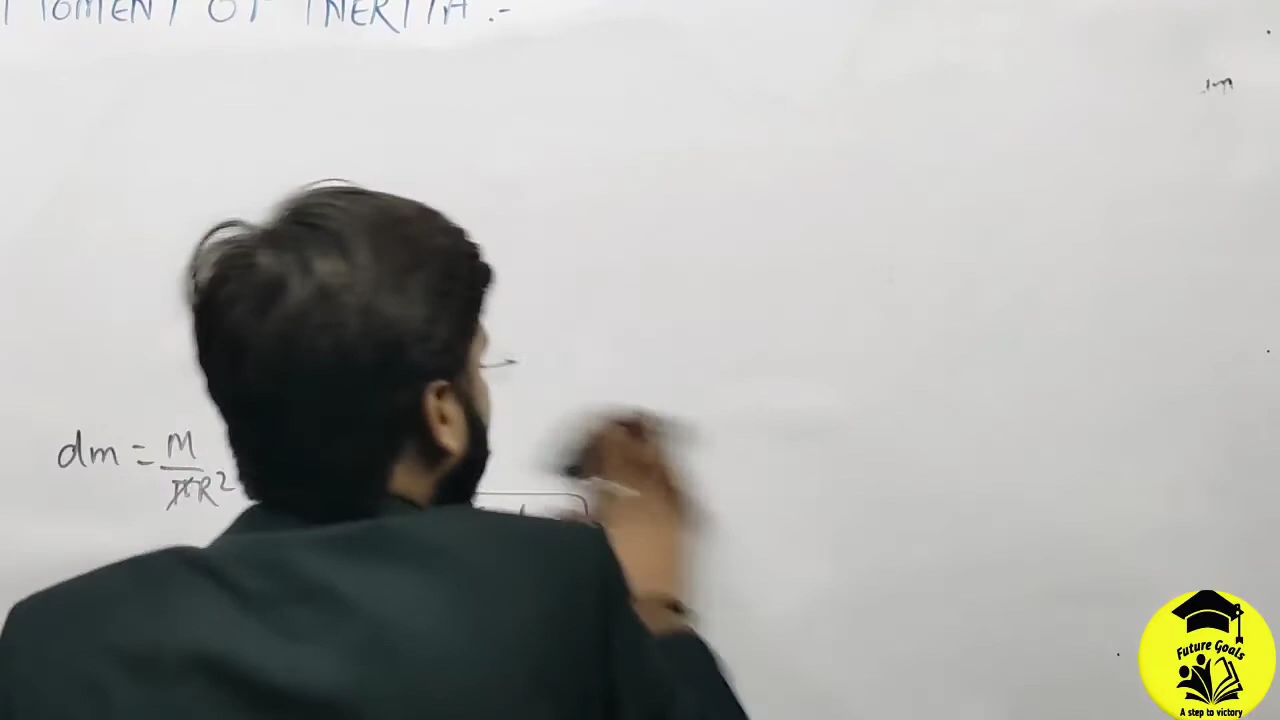 MOMENT OF INERTIA :-
dm = M
πR²
Future Goals
A step to victory